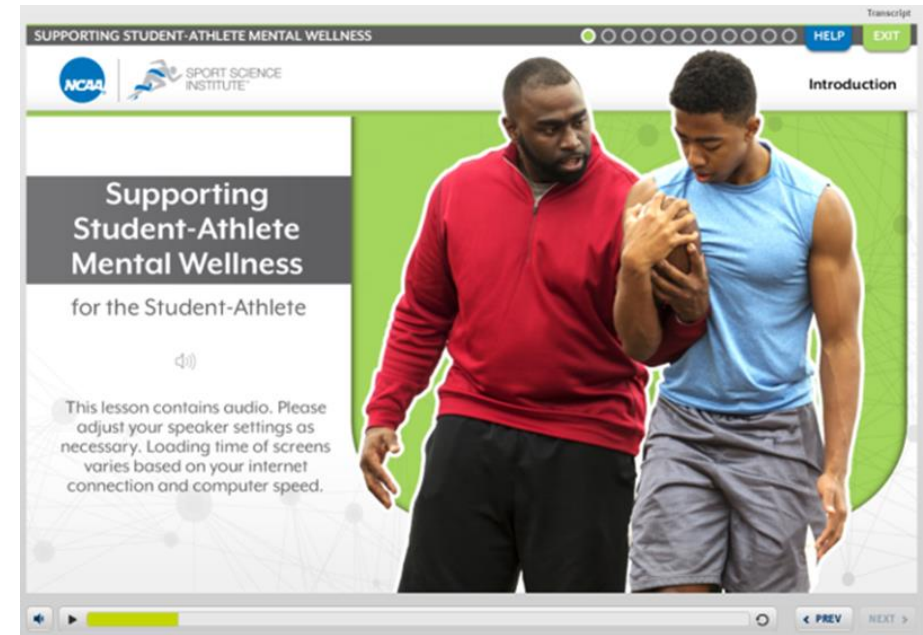 Transcript
SUPPORTING STUDENT-ATHLETE MENTAL WELLNESS
HELP
EXIT
NCAA
SPORT SCIENCE
INSTITUTE™
Introduction
Supporting
Student-Athlete
Mental Wellness
for the Student-Athlete
This lesson contains audio. Please
adjust your speaker settings as
necessary. Loading time of screens
varies based on your internet
connection and computer speed.
< PREV
NEXT >